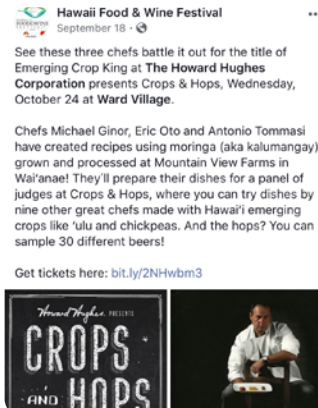 Hawaii Food & Wine Festival
September 18 ·
See these three chefs battle it out for the title of
Emerging Crop King at The Howard Hughes
Corporation presents Crops & Hops, Wednesday,
October 24 at Ward Village.
Chefs Michael Ginor, Eric Oto and Antonio Tommasi
have created recipes using moringa (aka kalumangay)
grown and processed at Mountain View Farms in
Wai'anae! They'll prepare their dishes for a panel of
judges at Crops & Hops, where you can try dishes by
nine other great chefs made with Hawai'i emerging
crops like 'ulu and chickpeas. And the hops? You can
sample 30 different beers!
Get tickets here: bit.ly/2NHwbm3
Howard Hughes. PRESENTS
CROPS
AND HOPS